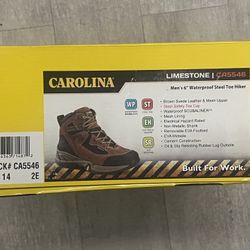 LIMESTONE | CA5546
CAROLINA
Men's 6" Waterproof Steel Toe Hiker
WP
ST
EH
SR
- Brown Suede Leather & Mesh Upper
- Steel Safety Toe Cap
- Waterproof SCUBALINER™
- Mesh Lining
- Electrical Hazard Rated
- Non-Metallic Shank
- Removable EVA Footbed
- EVA Midsole
- Cement Construction
- Oil & Slip Resisting Rubber Lug Outsole
Built For Work.
CK# CA5546
14 2E